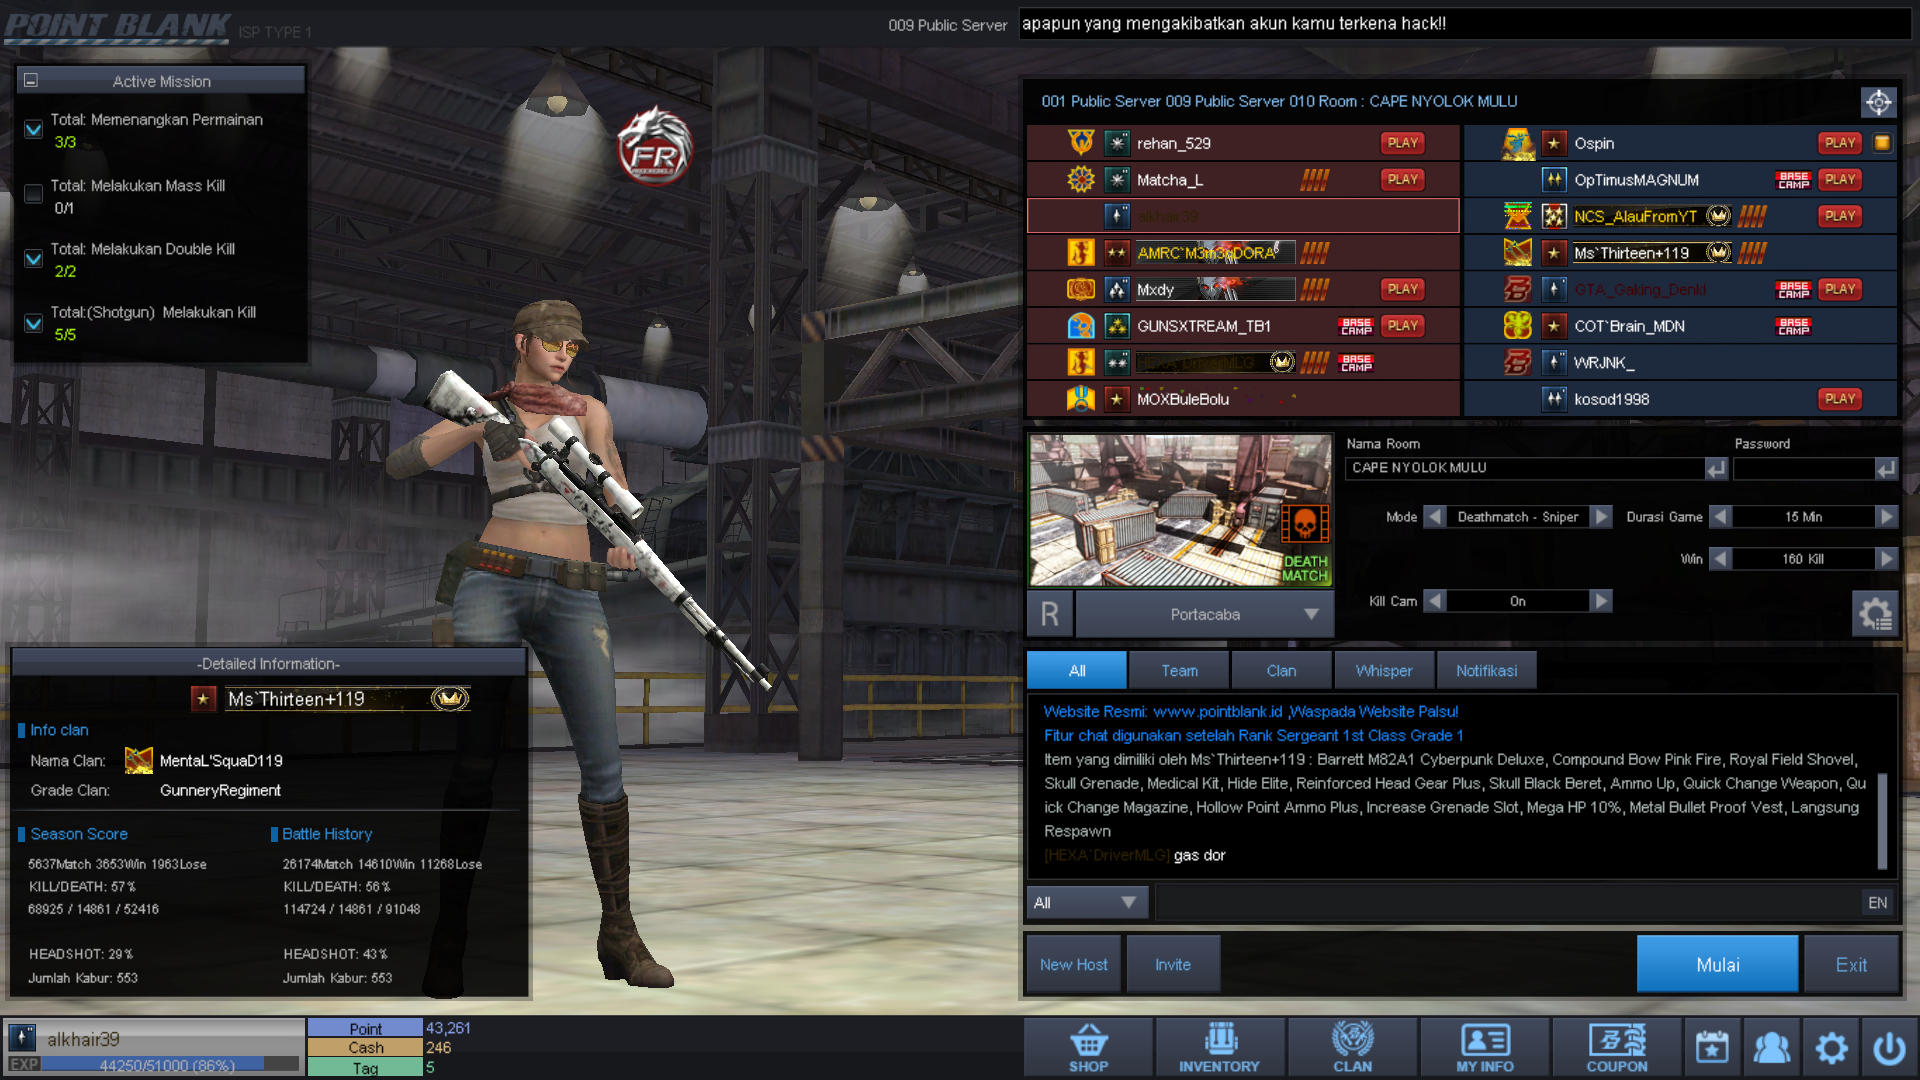 POINT BLANK ISP TYPE 1
009 Public Server
apapun yang mengakibatkan akun kamu terkena hack!!
Active Mission
Total: Memenangkan Permainan
3/3
Total: Melakukan Mass Kill
0/1
Total: Melakukan Double Kill
2/2
Total:(Shotgun) Melakukan Kill
5/5
FR
001 Public Server 009 Public Server 010 Room : CAPE NYOLOK MULU
rehan_529 PLAY
Matcha_L PLAY
alkhair39
AMRC`M3m3nDORA
Mxdy PLAY
GUNSXTREAM_TB1 BASE CAMP PLAY
HEXA`DriverMLG BASE CAMP
MOXBuleBolu
Ospin PLAY
OpTimusMAGNUM BASE CAMP PLAY
NCS_AlauFromYT PLAY
Ms`Thirteen+119
GTA_Gaking_Denkl BASE CAMP PLAY
COT`Brain_MDN BASE CAMP
WRJNK_
kosod1998 PLAY
DEATH
MATCH
R
Portacaba
Nama Room
CAPE NYOLOK MULU
Password
Mode Deathmatch - Sniper
Durasi Game 15 Min
Win 160 Kill
Kill Cam On
All Team Clan Whisper Notifikasi
Website Resmi: www.pointblank.id ,Waspada Website Palsu!
Fitur chat digunakan setelah Rank Sergeant 1st Class Grade 1
Item yang dimiliki oleh Ms`Thirteen+119 : Barrett M82A1 Cyberpunk Deluxe, Compound Bow Pink Fire, Royal Field Shovel,
Skull Grenade, Medical Kit, Hide Elite, Reinforced Head Gear Plus, Skull Black Beret, Ammo Up, Quick Change Weapon, Qu
ick Change Magazine, Hollow Point Ammo Plus, Increase Grenade Slot, Mega HP 10%, Metal Bullet Proof Vest, Langsung
Respawn
[HEXA`DriverMLG] gas dor
All EN
New Host Invite Mulai Exit
-Detailed Information-
Ms`Thirteen+119
Info clan
Nama Clan: MentaL'SquaD119
Grade Clan: GunneryRegiment
Season Score
5637Match 3653Win 1963Lose
KILL/DEATH: 57%
68925 / 14861 / 52416
HEADSHOT: 29%
Jumlah Kabur: 553
Battle History
26174Match 14610Win 11268Lose
KILL/DEATH: 56%
114724 / 14861 / 91048
HEADSHOT: 43%
Jumlah Kabur: 553
alkhair39
EXP 44250/51000 (86%)
Point 43,261
Cash 246
Tag 5
SHOP INVENTORY CLAN MY INFO COUPON